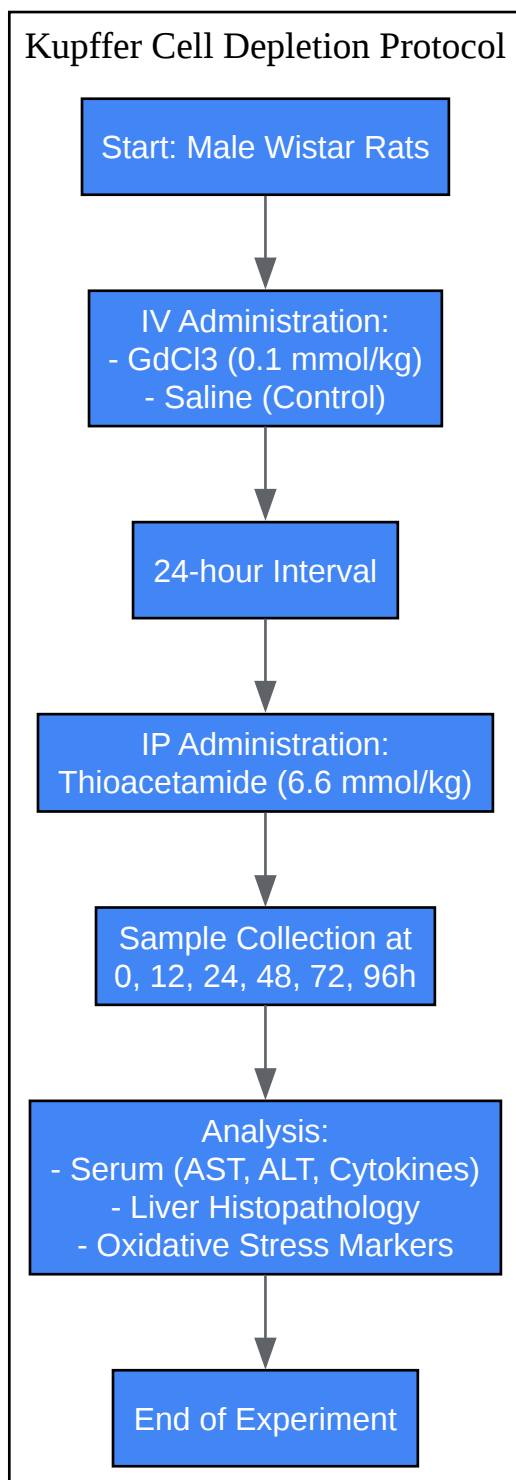 Kupffer Cell Depletion Protocol
Start: Male Wistar Rats
IV Administration:
- GdCl3 (0.1 mmol/kg)
- Saline (Control)
24-hour Interval
IP Administration:
Thioacetamide (6.6 mmol/kg)
Sample Collection at
0, 12, 24, 48, 72, 96h
Analysis:
- Serum (AST, ALT, Cytokines)
- Liver Histopathology
- Oxidative Stress Markers
End of Experiment